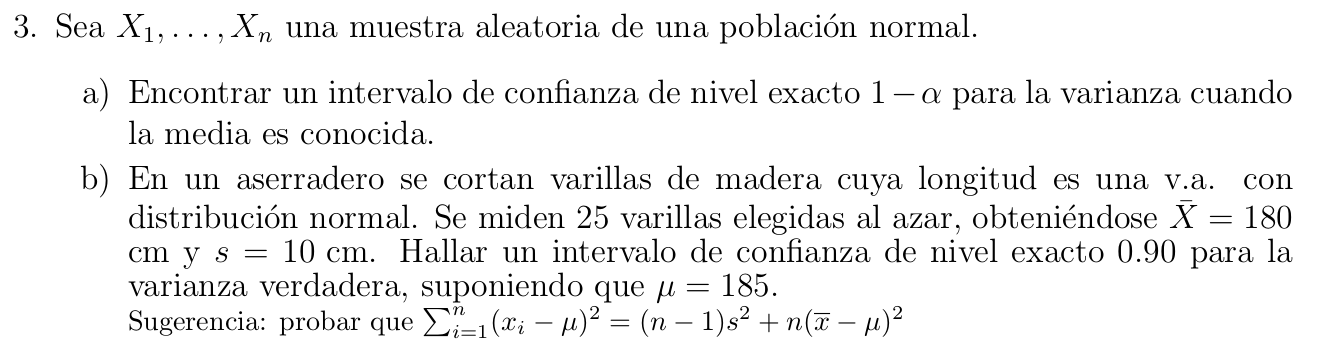 3. Sea X₁, . . . , Xₙ una muestra aleatoria de una población normal.
a) Encontrar un intervalo de confianza de nivel exacto 1 − α para la varianza cuando
la media es conocida.
b) En un aserradero se cortan varillas de madera cuya longitud es una v.a. con
distribución normal. Se miden 25 varillas elegidas al azar, obteniéndose X̄ = 180
cm y s = 10 cm. Hallar un intervalo de confianza de nivel exacto 0.90 para la
varianza verdadera, suponiendo que μ = 185.
Sugerencia: probar que ∑ⁿᵢ₌₁(xᵢ − μ)² = (n − 1)s² + n(x̅ − μ)²